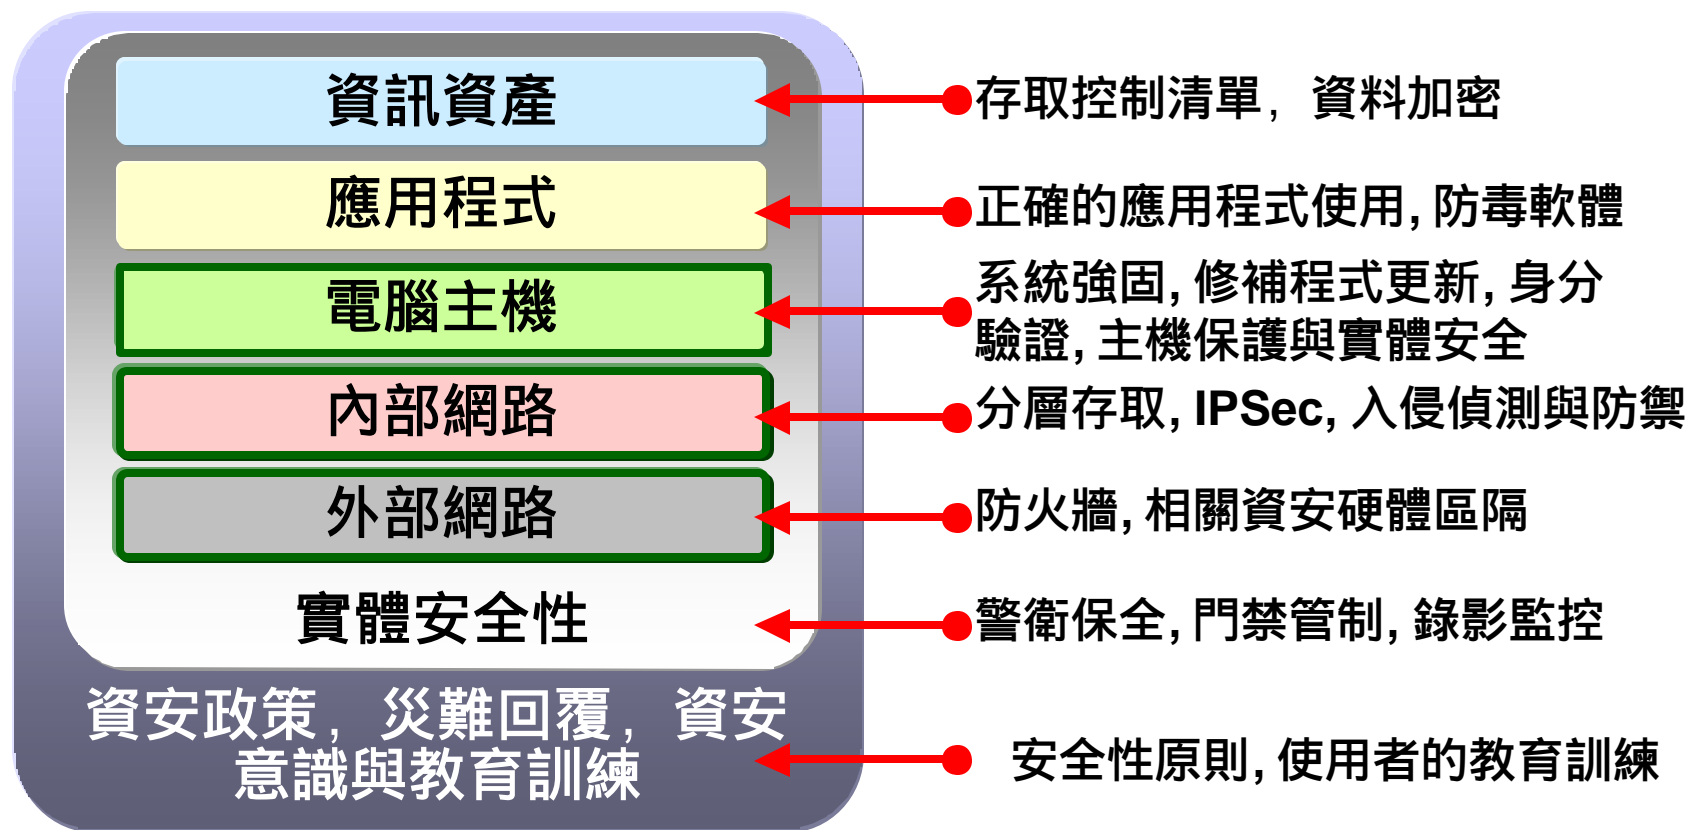 資訊資產
存取控制清單, 資料加密
應用程式
正確的應用程式使用, 防毒軟體
電腦主機
系統強固, 修補程式更新, 身分
驗證, 主機保護與實體安全
內部網路
分層存取, IPSec, 入侵偵測與防禦
外部網路
防火牆, 相關資安硬體區隔
實體安全性
警衛保全, 門禁管制, 錄影監控
資安政策, 災難回覆, 資安
意識與教育訓練
安全性原則, 使用者的教育訓練